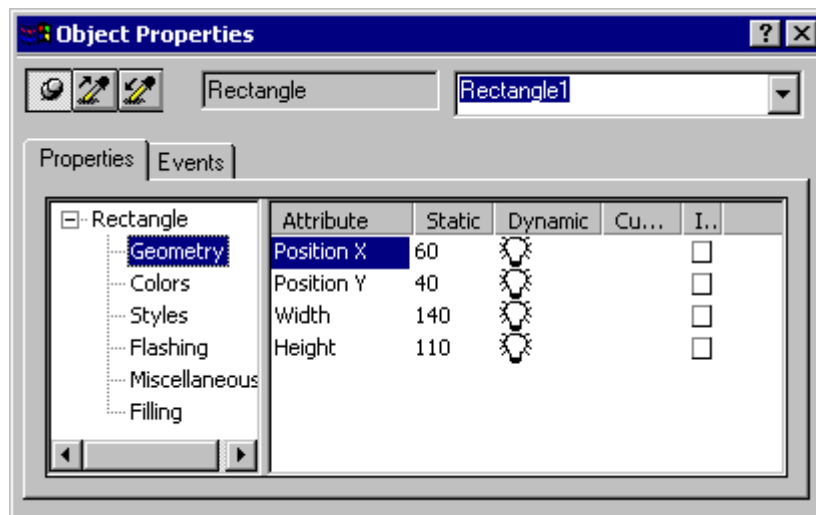 Object Properties
Rectangle Rectangle1
Properties Events
Rectangle
Geometry
Colors
Styles
Flashing
Miscellaneous
Filling
Attribute Static Dynamic Cu... I..
Position X 60
Position Y 40
Width 140
Height 110